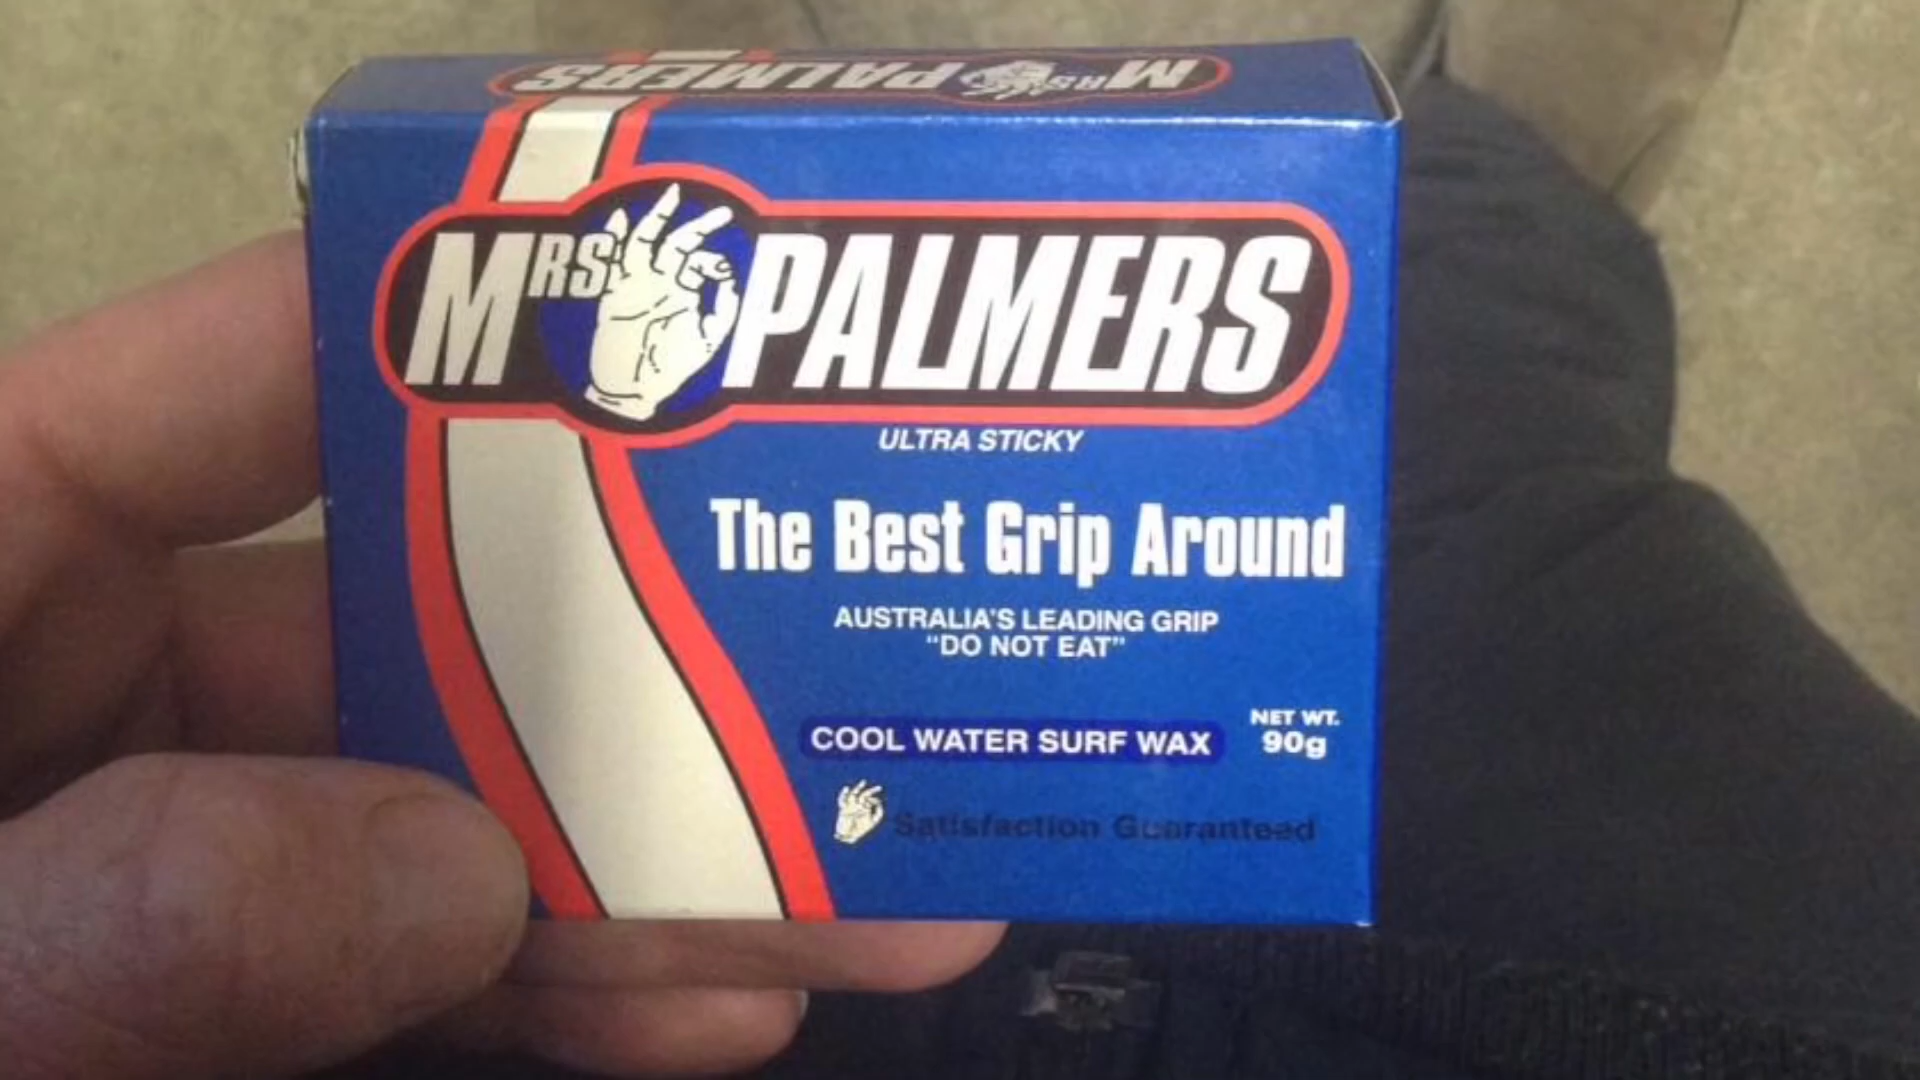 MRS PALMERS
MRS PALMERS
ULTRA STICKY
The Best Grip Around
AUSTRALIA'S LEADING GRIP
"DO NOT EAT"
COOL WATER SURF WAX
NET WT.
90g
Satisfaction Guaranteed